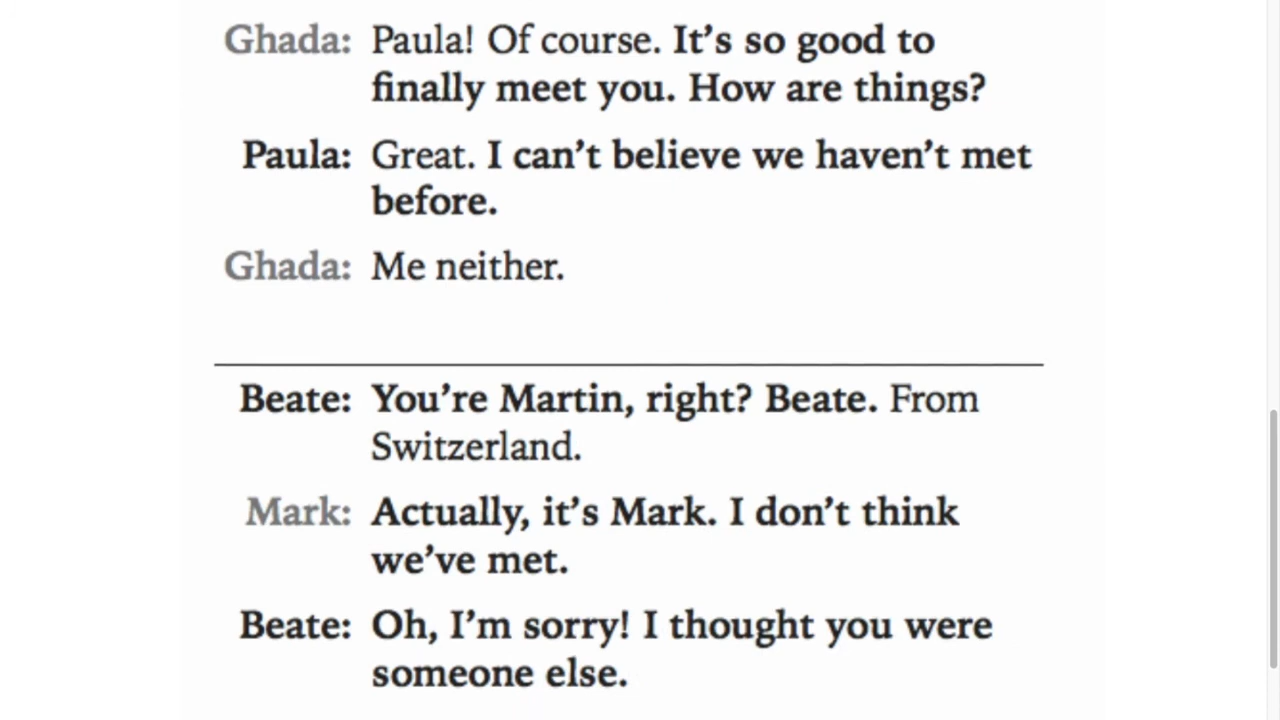 Ghada: Paula! Of course. It’s so good to
finally meet you. How are things?
Paula: Great. I can’t believe we haven’t met
before.
Ghada: Me neither.
Beate: You’re Martin, right? Beate. From
Switzerland.
Mark: Actually, it’s Mark. I don’t think
we’ve met.
Beate: Oh, I’m sorry! I thought you were
someone else.